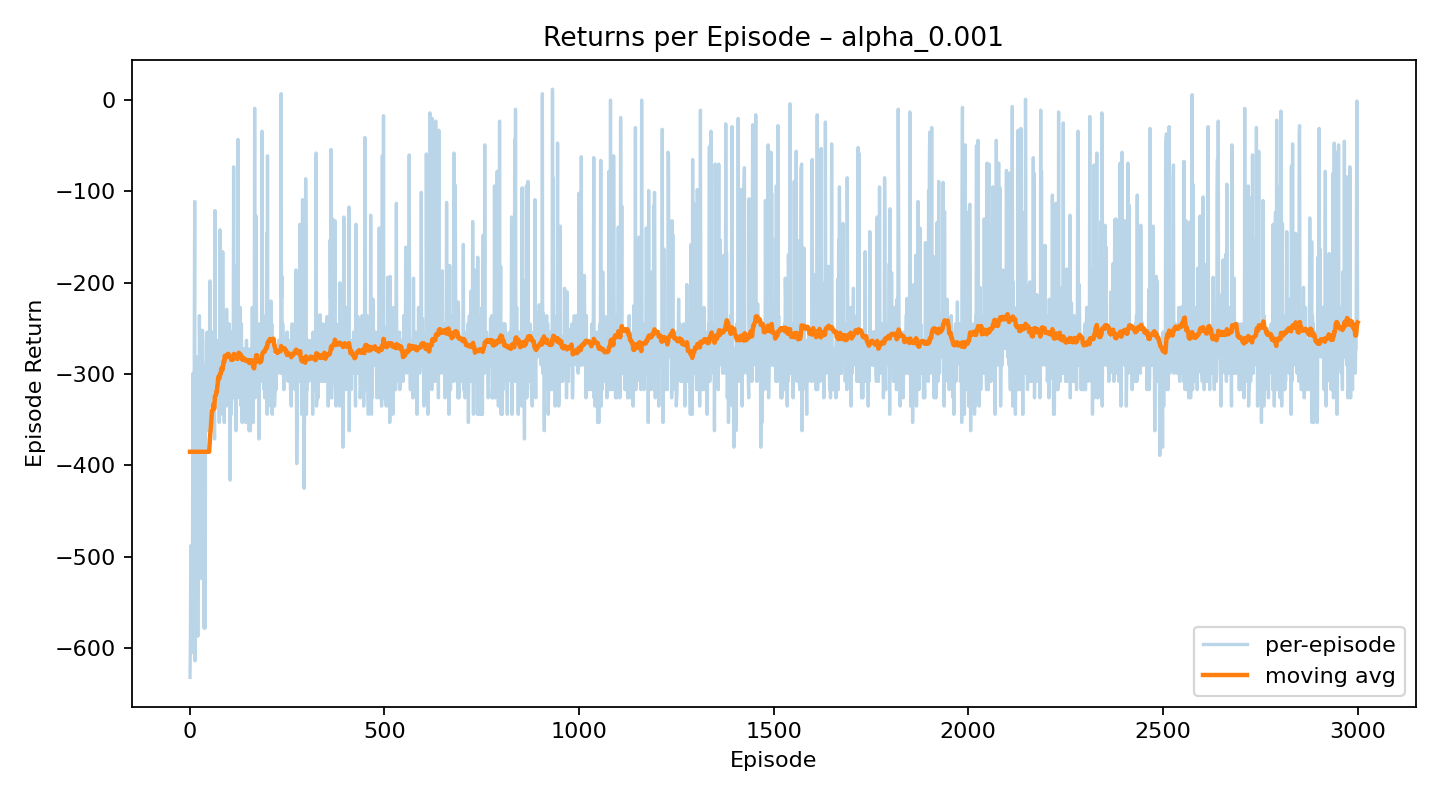 Returns per Episode – alpha_0.001
Episode Return
0
−100
−200
−300
−400
−500
−600
0
500
1000
1500
2000
2500
3000
Episode
per-episode
moving avg